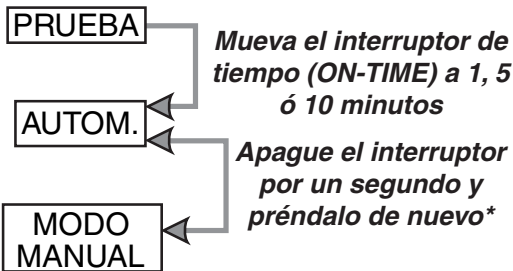 PRUEBA
Mueva el interruptor de
tiempo (ON-TIME) a 1, 5
ó 10 minutos
AUTOM.
Apague el interruptor
por un segundo y
préndalo de nuevo*
MODO
MANUAL